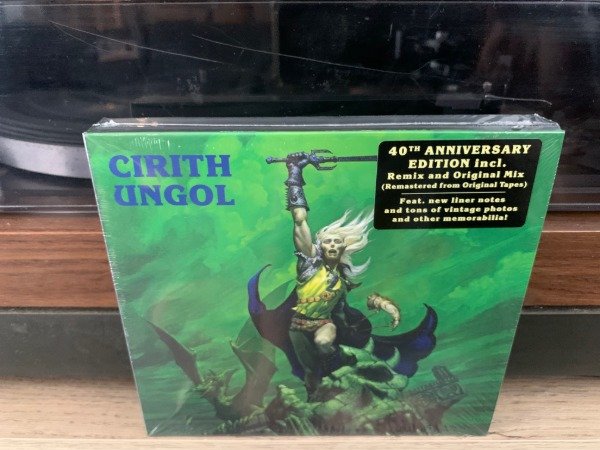 CIRITH
UNGOL
40TH ANNIVERSARY
EDITION incl.
Remix and Original Mix
(Remastered from Original Tapes)
Feat. new liner notes
and tons of vintage photos
and other memorabilia!